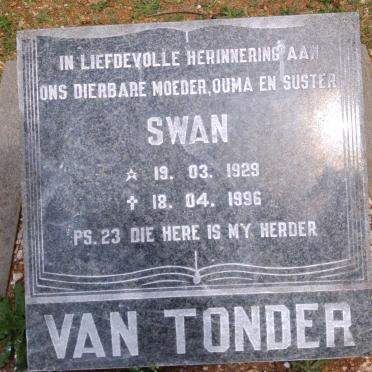 IN LIEFDEVOLLE HERINNERING AAN
ONS DIERBARE MOEDER, OUMA EN SUSTER
SWAN
☆ 19. 03. 1929
✝ 18. 04. 1996
PS. 23 DIE HERE IS MY HERDER
VAN TONDER